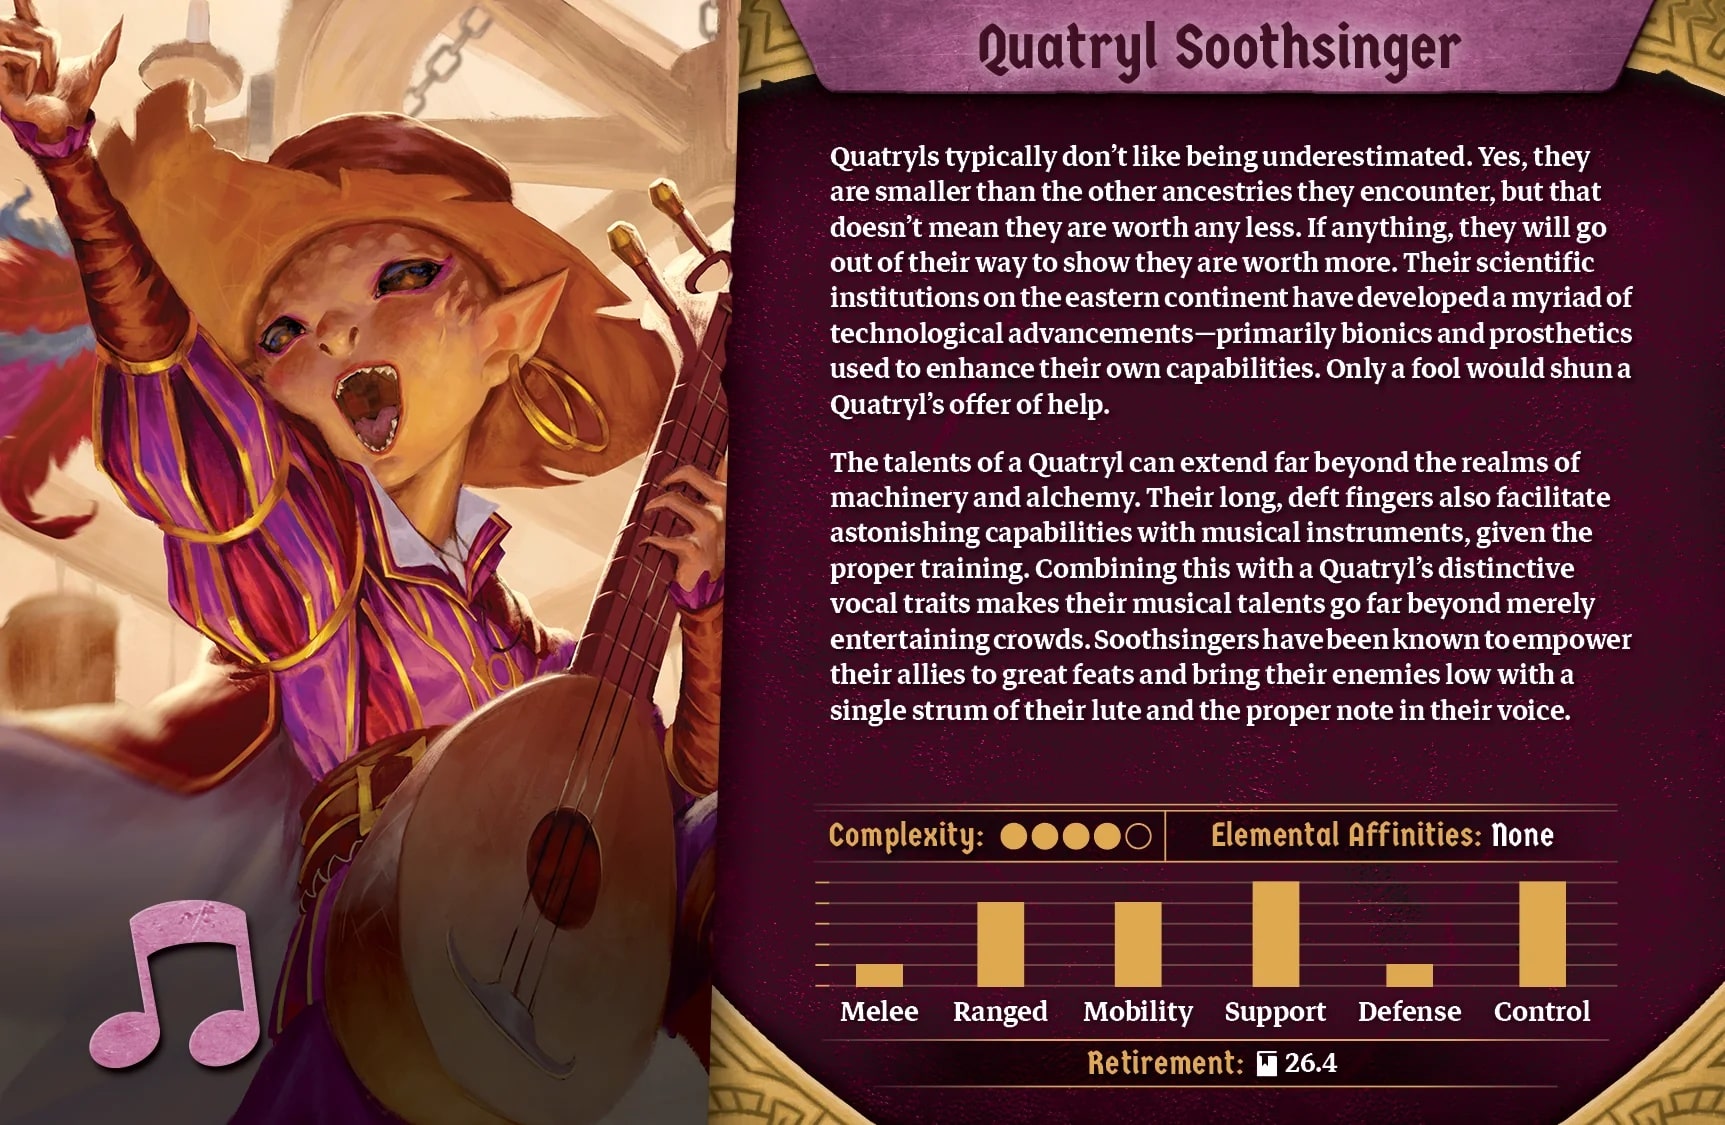 Quatryl Soothsinger
Quatryls typically don’t like being underestimated. Yes, they
are smaller than the other ancestries they encounter, but that
doesn’t mean they are worth any less. If anything, they will go
out of their way to show they are worth more. Their scientific
institutions on the eastern continent have developed a myriad of
technological advancements—primarily bionics and prosthetics
used to enhance their own capabilities. Only a fool would shun a
Quatryl’s offer of help.
The talents of a Quatryl can extend far beyond the realms of
machinery and alchemy. Their long, deft fingers also facilitate
astonishing capabilities with musical instruments, given the
proper training. Combining this with a Quatryl’s distinctive
vocal traits makes their musical talents go far beyond merely
entertaining crowds. Soothsingers have been known to empower
their allies to great feats and bring their enemies low with a
single strum of their lute and the proper note in their voice.
Complexity:
Elemental Affinities: None
Melee Ranged Mobility Support Defense Control
Retirement: 26.4